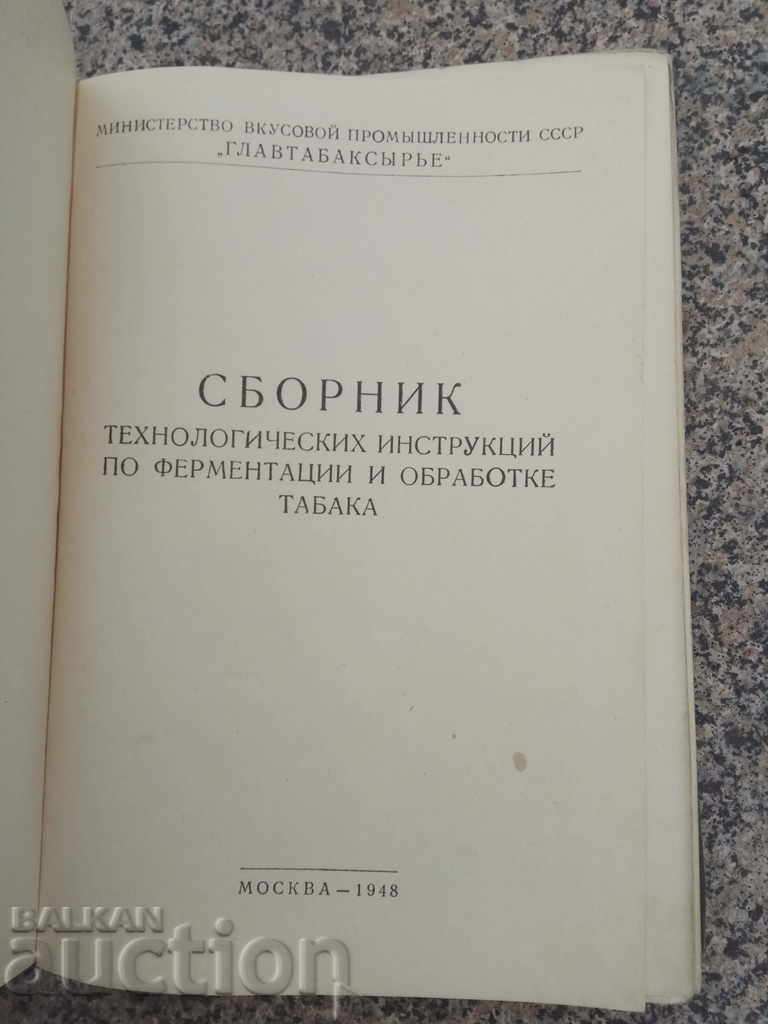 МИНИСТЕРСТВО ВКУСОВОЙ ПРОМЫШЛЕННОСТИ СССР
„ГЛАВТАБАКСЫРЬЕ“
СБОРНИК
ТЕХНОЛОГИЧЕСКИХ ИНСТРУКЦИЙ
ПО ФЕРМЕНТАЦИИ И ОБРАБОТКЕ
ТАБАКА
МОСКВА—1948
BALKAN
auction